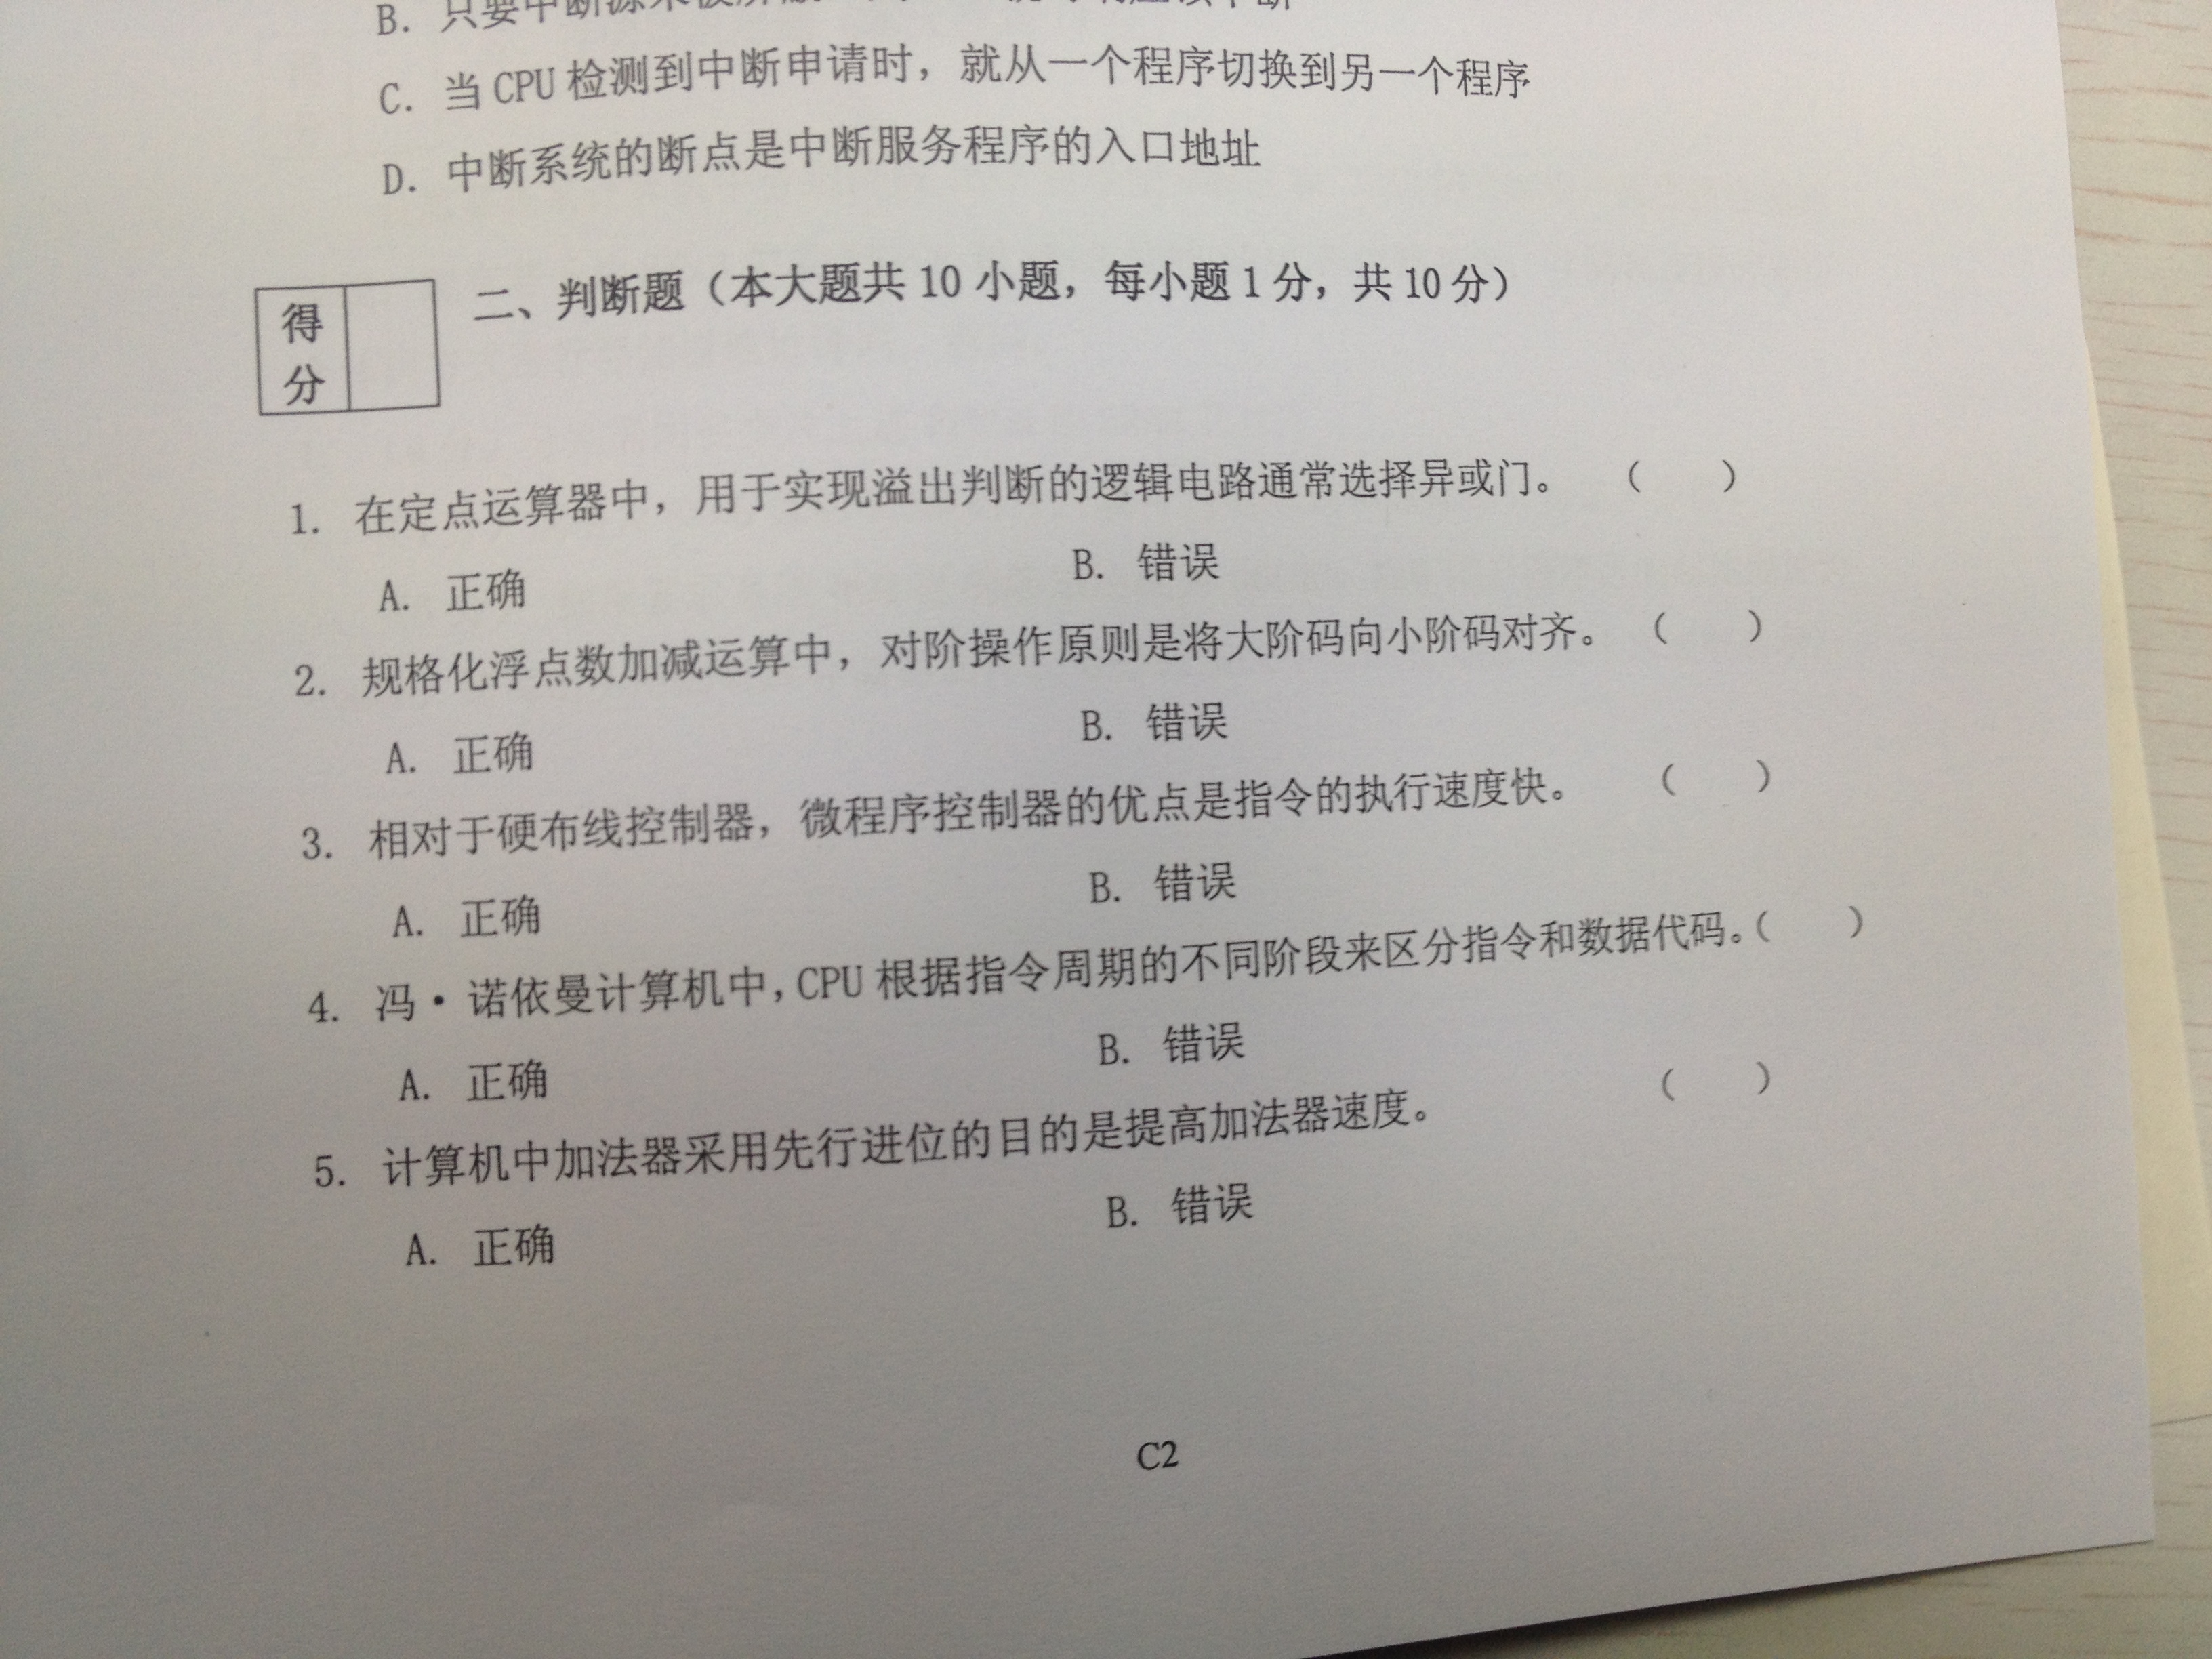 B. 只要中断源未被屏蔽
C. 当 CPU 检测到中断申请时，就从一个程序切换到另一个程序
D. 中断系统的断点是中断服务程序的入口地址
得分
二、判断题（本大题共 10 小题，每小题 1 分，共 10 分）
1. 在定点运算器中，用于实现溢出判断的逻辑电路通常选择异或门。 （ ）
A. 正确 B. 错误
2. 规格化浮点数加减运算中，对阶操作原则是将大阶码向小阶码对齐。 （ ）
A. 正确 B. 错误
3. 相对于硬布线控制器，微程序控制器的优点是指令的执行速度快。 （ ）
A. 正确 B. 错误
4. 冯·诺依曼计算机中，CPU 根据指令周期的不同阶段来区分指令和数据代码。（ ）
A. 正确 B. 错误
5. 计算机中加法器采用先行进位的目的是提高加法器速度。 （ ）
A. 正确 B. 错误
C2